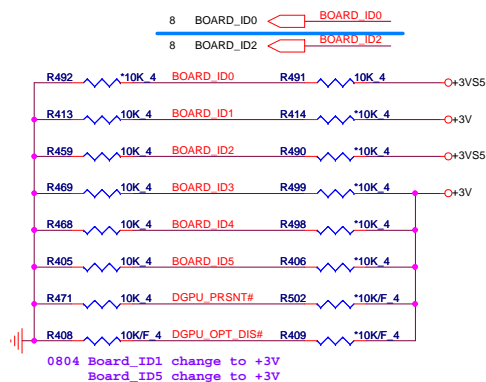 8 BOARD_ID0 BOARD_ID0
8 BOARD_ID2 BOARD_ID2
R492 *10K_4 BOARD_ID0 R491 10K_4 +3VS5
R413 *10K_4 BOARD_ID1 R414 *10K_4 +3V
R459 10K_4 BOARD_ID2 R490 *10K_4 +3VS5
R469 10K_4 BOARD_ID3 R499 *10K_4 +3V
R468 10K_4 BOARD_ID4 R498 *10K_4
R405 10K_4 BOARD_ID5 R406 *10K_4
R471 10K_4 DGPU_PRSNT# R502 *10K/F_4
R408 10K/F_4 DGPU_OPT_DIS# R409 *10K/F_4
0804 Board_ID1 change to +3V
Board_ID5 change to +3V